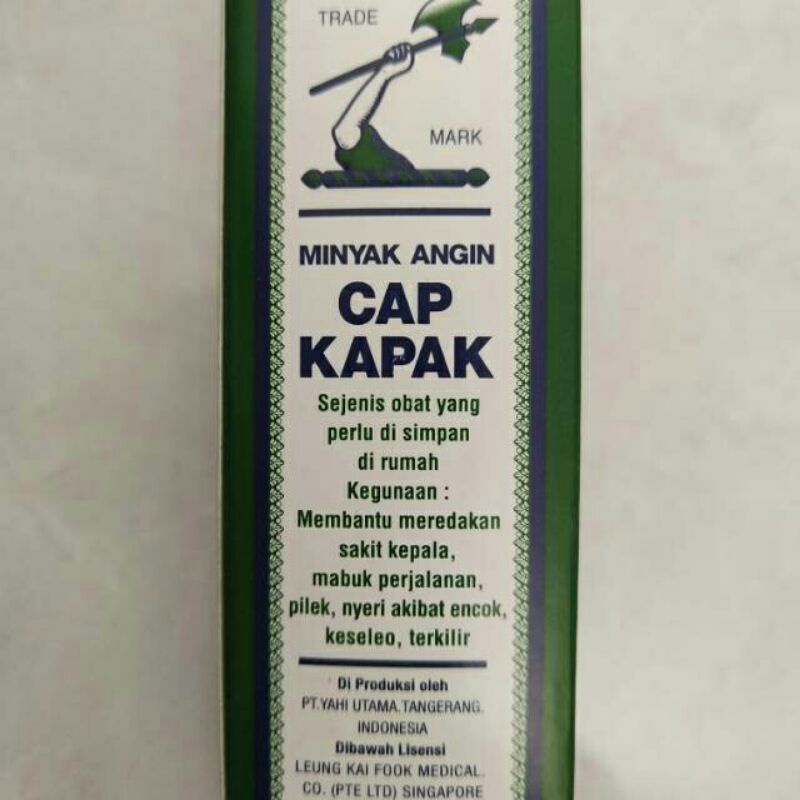 TRADE
MARK
MINYAK ANGIN
CAP
KAPAK
Sejenis obat yang
perlu di simpan
di rumah
Kegunaan :
Membantu meredakan
sakit kepala,
mabuk perjalanan,
pilek, nyeri akibat encok,
keseleo, terkilir
Di Produksi oleh
PT.YAHI UTAMA.TANGERANG.
INDONESIA
Dibawah Lisensi
LEUNG KAI FOOK MEDICAL.
CO. (PTE LTD) SINGAPORE